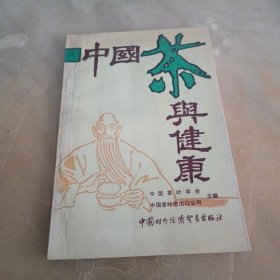 中國茶與健康
中国茶叶学会
中国茶叶进出口公司
主编
中国对外经济贸易出版社